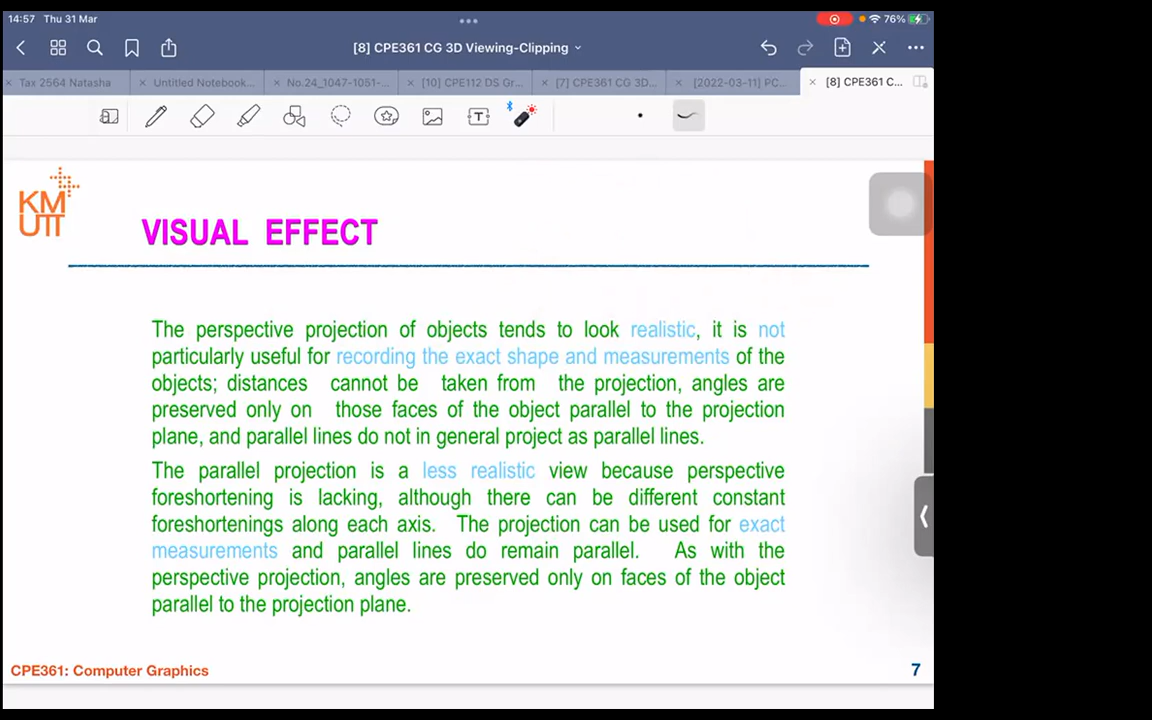 14:57 Thu 31 Mar
76%
[8] CPE361 CG 3D Viewing-Clipping
Tax 2564 Natasha
Untitled Notebook...
No.24_1047-1051-...
[10] CPE112 DS Gr...
[7] CPE361 CG 3D...
[2022-03-11] PC...
[8] CPE361 C...
KM
UTT
VISUAL EFFECT
The perspective projection of objects tends to look realistic, it is not
particularly useful for recording the exact shape and measurements of the
objects; distances cannot be taken from the projection, angles are
preserved only on those faces of the object parallel to the projection
plane, and parallel lines do not in general project as parallel lines.
The parallel projection is a less realistic view because perspective
foreshortening is lacking, although there can be different constant
foreshortenings along each axis. The projection can be used for exact
measurements and parallel lines do remain parallel. As with the
perspective projection, angles are preserved only on faces of the object
parallel to the projection plane.
CPE361: Computer Graphics
7